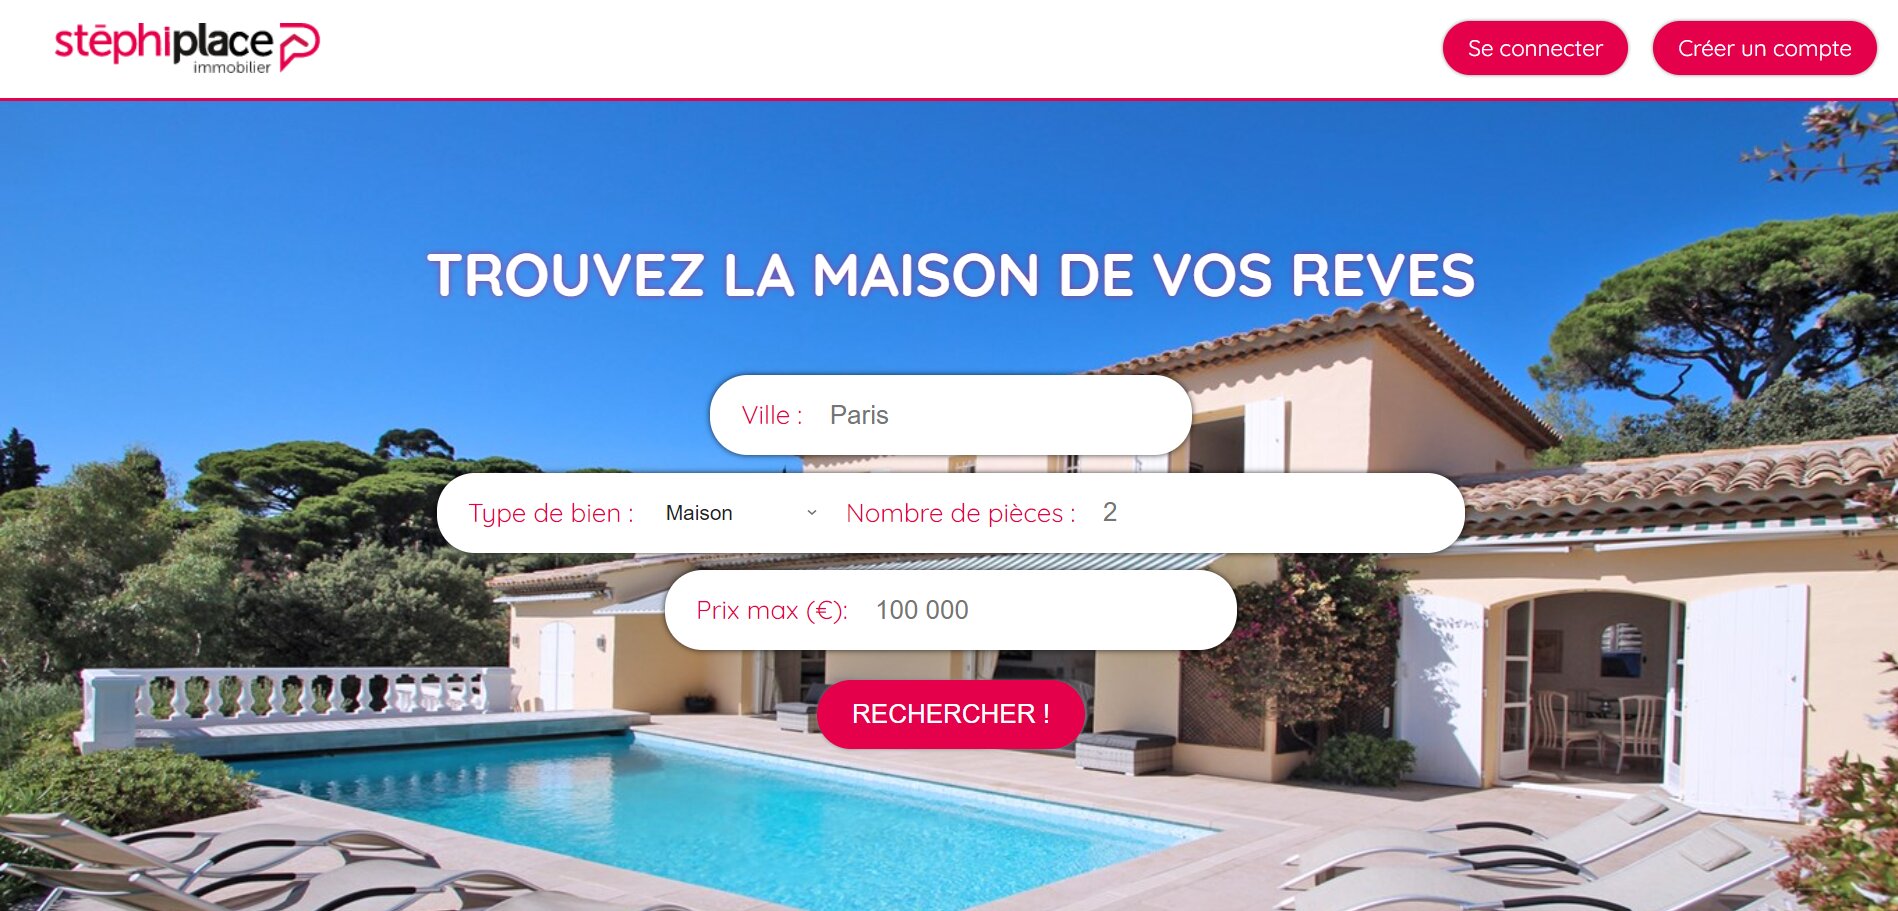 stēphiplace
immobilier
Se connecter
Créer un compte
TROUVEZ LA MAISON DE VOS REVES
Ville : Paris
Type de bien : Maison Nombre de pièces : 2
Prix max (€): 100 000
RECHERCHER !